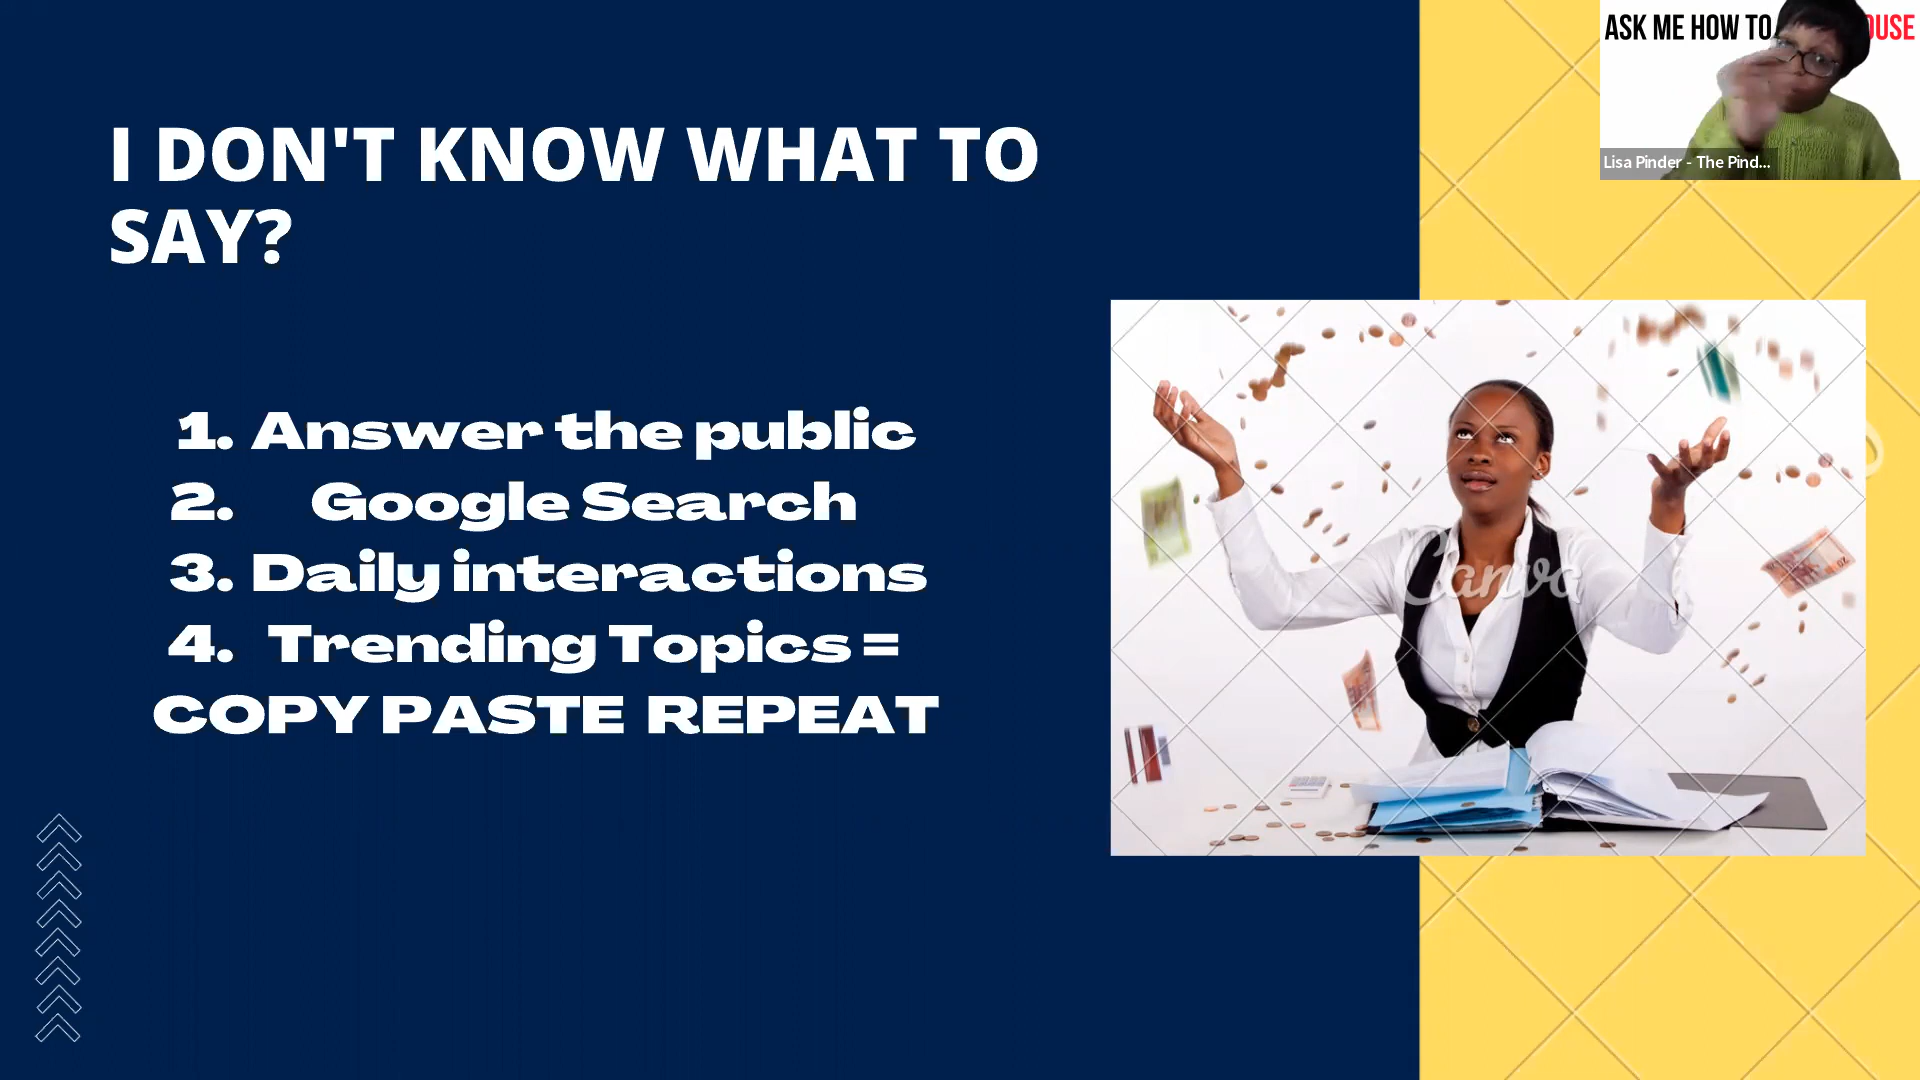 ASK ME HOW TO OUSE
Lisa Pinder - The Pind...
I DON'T KNOW WHAT TO
SAY?
1. Answer the public
2. Google Search
3. Daily interactions
4. Trending Topics =
COPY PASTE REPEAT
Canva